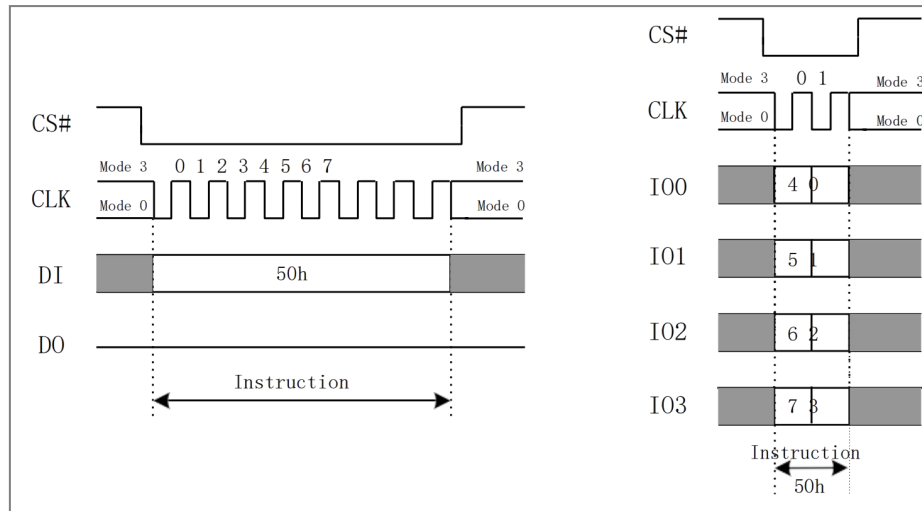 CS#
Mode 3 0 1 2 3 4 5 6 7 Mode 3
CLK
Mode 0 Mode 0
DI 50h
DO
Instruction
CS#
Mode 3 0 1 Mode 3
CLK
Mode 0 Mode 0
IO0 4 0
IO1 5 1
IO2 6 2
IO3 7 3
Instruction
50h